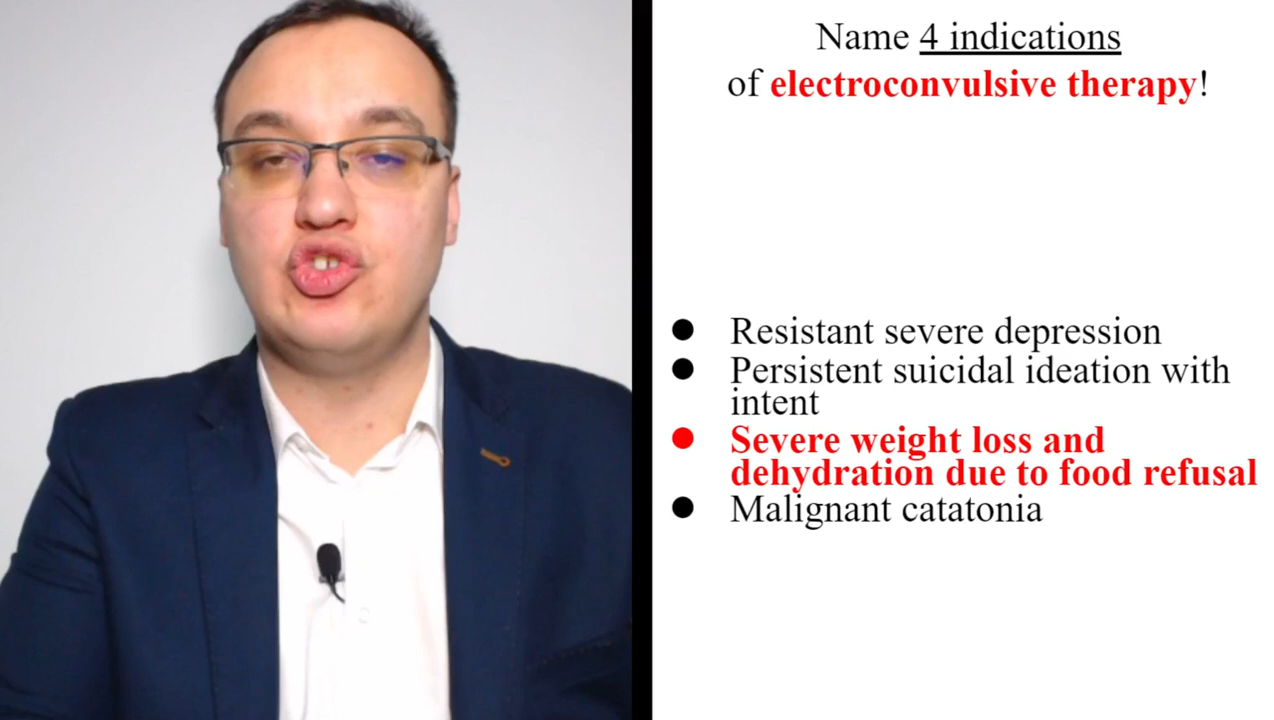 Name 4 indications
of electroconvulsive therapy!
● Resistant severe depression
● Persistent suicidal ideation with
intent
● Severe weight loss and
dehydration due to food refusal
● Malignant catatonia